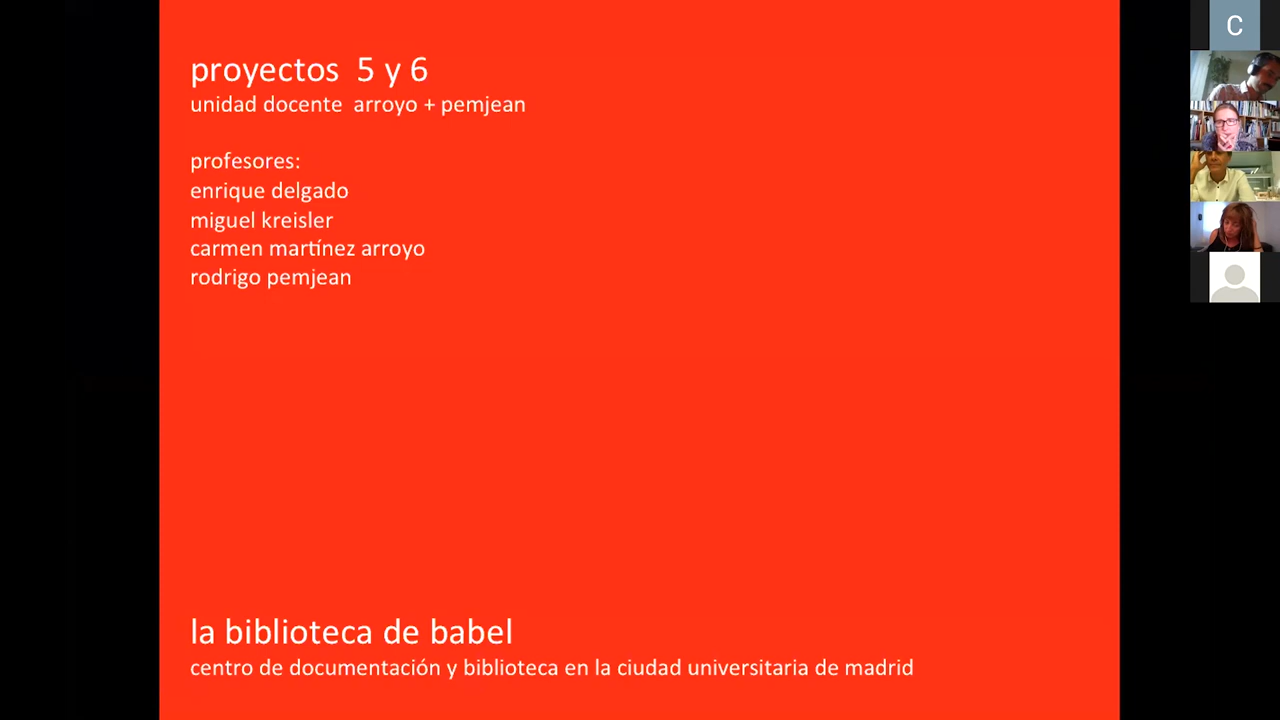 proyectos 5 y 6
unidad docente arroyo + pemjean
profesores:
enrique delgado
miguel kreisler
carmen martínez arroyo
rodrigo pemjean
la biblioteca de babel
centro de documentación y biblioteca en la ciudad universitaria de madrid
C